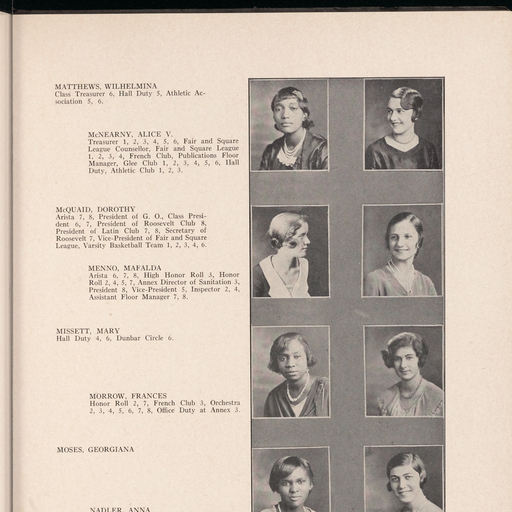 MATTHEWS, WILHELMINA
Class Treasurer 6, Hall Duty 5, Athletic As-
sociation 5, 6.
McNEARNY, ALICE V.
Treasurer 1, 2, 3, 4, 5, 6, Fair and Square
League Counsellor, Fair and Square League
1, 2, 3, 4, French Club, Publications Floor
Manager, Glee Club 1, 2, 3, 4, 5, 6, Hall
Duty, Athletic Club 1, 2, 3.
McQUAID, DOROTHY
Arista 7, 8, President of G. O., Class Presi-
dent 6, 7, President of Roosevelt Club 8,
President of Latin Club 7, 8, Secretary of
Roosevelt 7, Vice-President of Fair and Square
League, Varsity Basketball Team 1, 2, 3, 4, 6.
MENNO, MAFALDA
Arista 6, 7, 8, High Honor Roll 3, Honor
Roll 2, 4, 5, 7, Annex Director of Sanitation 3,
President 8, Vice-President 5, Inspector 2, 4,
Assistant Floor Manager 7, 8.
MISSETT, MARY
Hall Duty 4, 6, Dunbar Circle 6.
MORROW, FRANCES
Honor Roll 2, 7, French Club 3, Orchestra
2, 3, 4, 5, 6, 7, 8, Office Duty at Annex 3.
MOSES, GEORGIANA
NADLER, ANNA